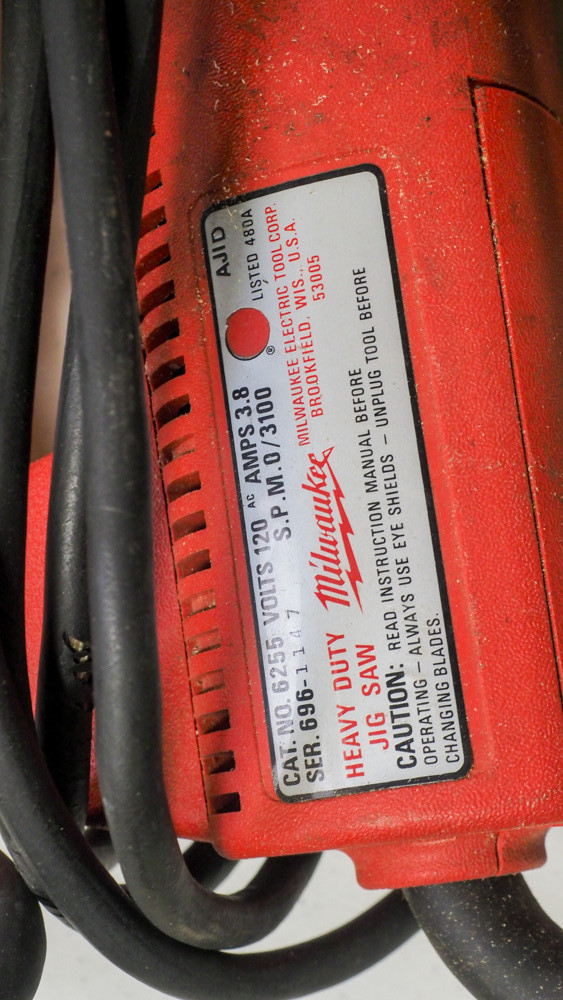 AJID
LISTED 480A
®
CAT. NO. 6255 VOLTS 120 AC AMPS 3.8
SER. 696-1147 S.P.M. 0/3100
MILWAUKEE ELECTRIC TOOL CORP.
BROOKFIELD, WIS., U.S.A.
53005
HEAVY DUTY Milwaukee
JIG SAW
CAUTION: READ INSTRUCTION MANUAL BEFORE
OPERATING – ALWAYS USE EYE SHIELDS – UNPLUG TOOL BEFORE
CHANGING BLADES.